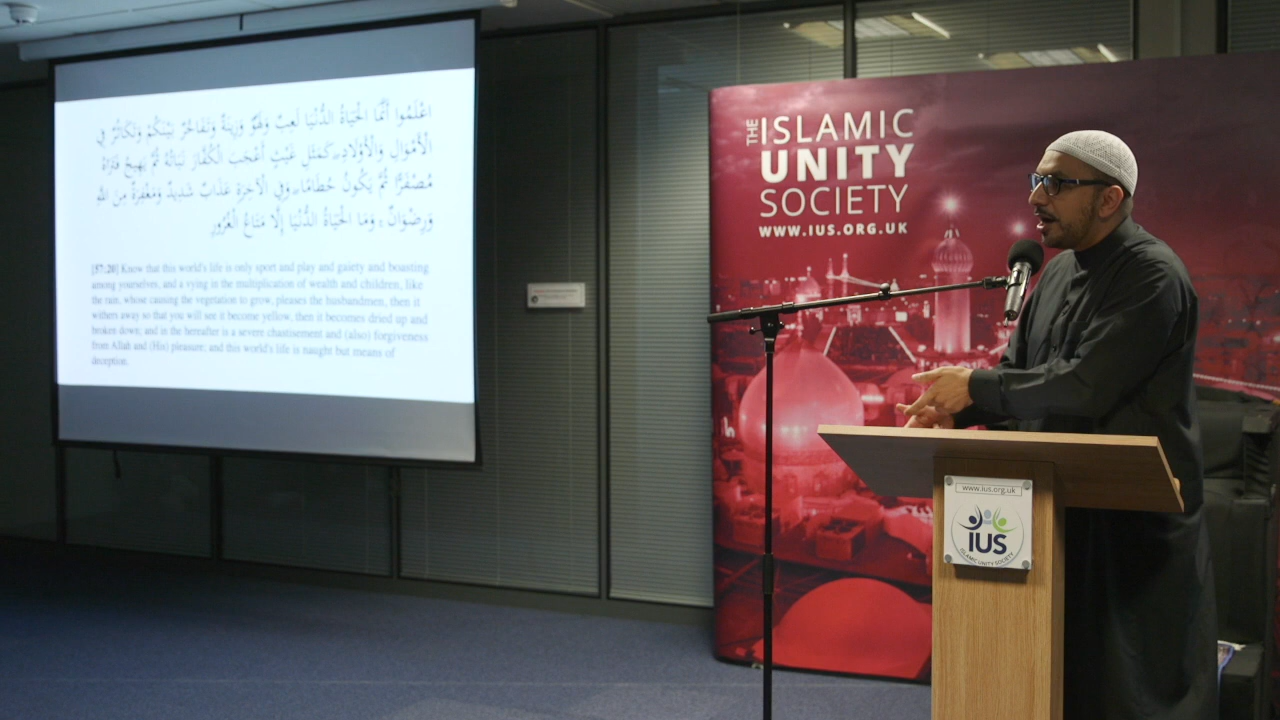 اعْلَمُوا أَنَّمَا الْحَيَاةُ الدُّنْيَا لَعِبٌ وَلَهْوٌ وَزِينَةٌ وَتَفَاخُرٌ بَيْنَكُمْ وَتَكَاثُرٌ فِي
الْأَمْوَالِ وَالْأَوْلَادِ ۖ كَمَثَلِ غَيْثٍ أَعْجَبَ الْكُفَّارَ نَبَاتُهُ ثُمَّ يَهِيجُ فَتَرَاهُ
مُصْفَرًّا ثُمَّ يَكُونُ حُطَامًا ۖ وَفِي الْآخِرَةِ عَذَابٌ شَدِيدٌ وَمَغْفِرَةٌ مِنَ اللَّهِ
وَرِضْوَانٌ ۚ وَمَا الْحَيَاةُ الدُّنْيَا إِلَّا مَتَاعُ الْغُرُورِ
[57:20] Know that this world's life is only sport and play and gaiety and boasting
among yourselves, and a vying in the multiplication of wealth and children, like
the rain, whose causing the vegetation to grow, pleases the husbandmen, then it
withers away so that you will see it become yellow, then it becomes dried up and
broken down; and in the hereafter is a severe chastisement and (also) forgiveness
from Allah and (His) pleasure; and this world's life is naught but means of
deception.
THE ISLAMIC
UNITY
SOCIETY
WWW.IUS.ORG.UK
www.ius.org.uk
IUS
ISLAMIC UNITY SOCIETY